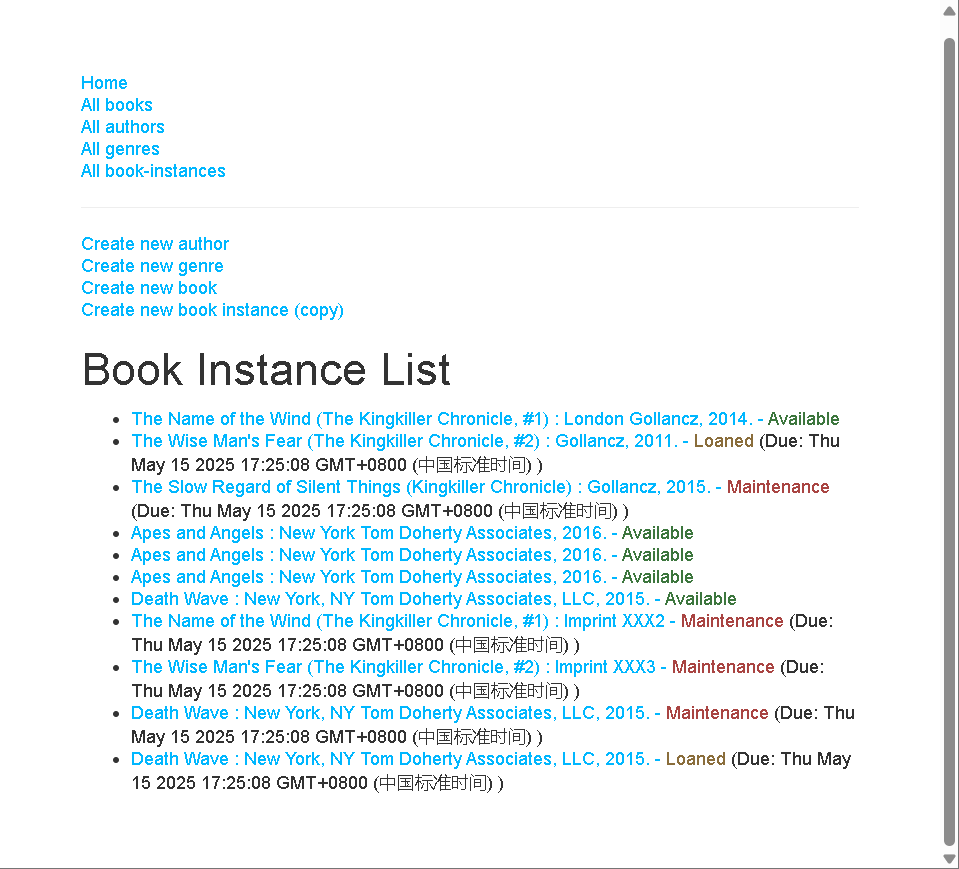 Home
All books
All authors
All genres
All book-instances
Create new author
Create new genre
Create new book
Create new book instance (copy)
Book Instance List
The Name of the Wind (The Kingkiller Chronicle, #1) : London Gollancz, 2014. - Available
The Wise Man's Fear (The Kingkiller Chronicle, #2) : Gollancz, 2011. - Loaned (Due: Thu
May 15 2025 17:25:08 GMT+0800 (中国标准时间) )
The Slow Regard of Silent Things (Kingkiller Chronicle) : Gollancz, 2015. - Maintenance
(Due: Thu May 15 2025 17:25:08 GMT+0800 (中国标准时间) )
Apes and Angels : New York Tom Doherty Associates, 2016. - Available
Apes and Angels : New York Tom Doherty Associates, 2016. - Available
Apes and Angels : New York Tom Doherty Associates, 2016. - Available
Death Wave : New York, NY Tom Doherty Associates, LLC, 2015. - Available
The Name of the Wind (The Kingkiller Chronicle, #1) : Imprint XXX2 - Maintenance (Due:
Thu May 15 2025 17:25:08 GMT+0800 (中国标准时间) )
The Wise Man's Fear (The Kingkiller Chronicle, #2) : Imprint XXX3 - Maintenance (Due:
Thu May 15 2025 17:25:08 GMT+0800 (中国标准时间) )
Death Wave : New York, NY Tom Doherty Associates, LLC, 2015. - Maintenance (Due: Thu
May 15 2025 17:25:08 GMT+0800 (中国标准时间) )
Death Wave : New York, NY Tom Doherty Associates, LLC, 2015. - Loaned (Due: Thu May
15 2025 17:25:08 GMT+0800 (中国标准时间) )